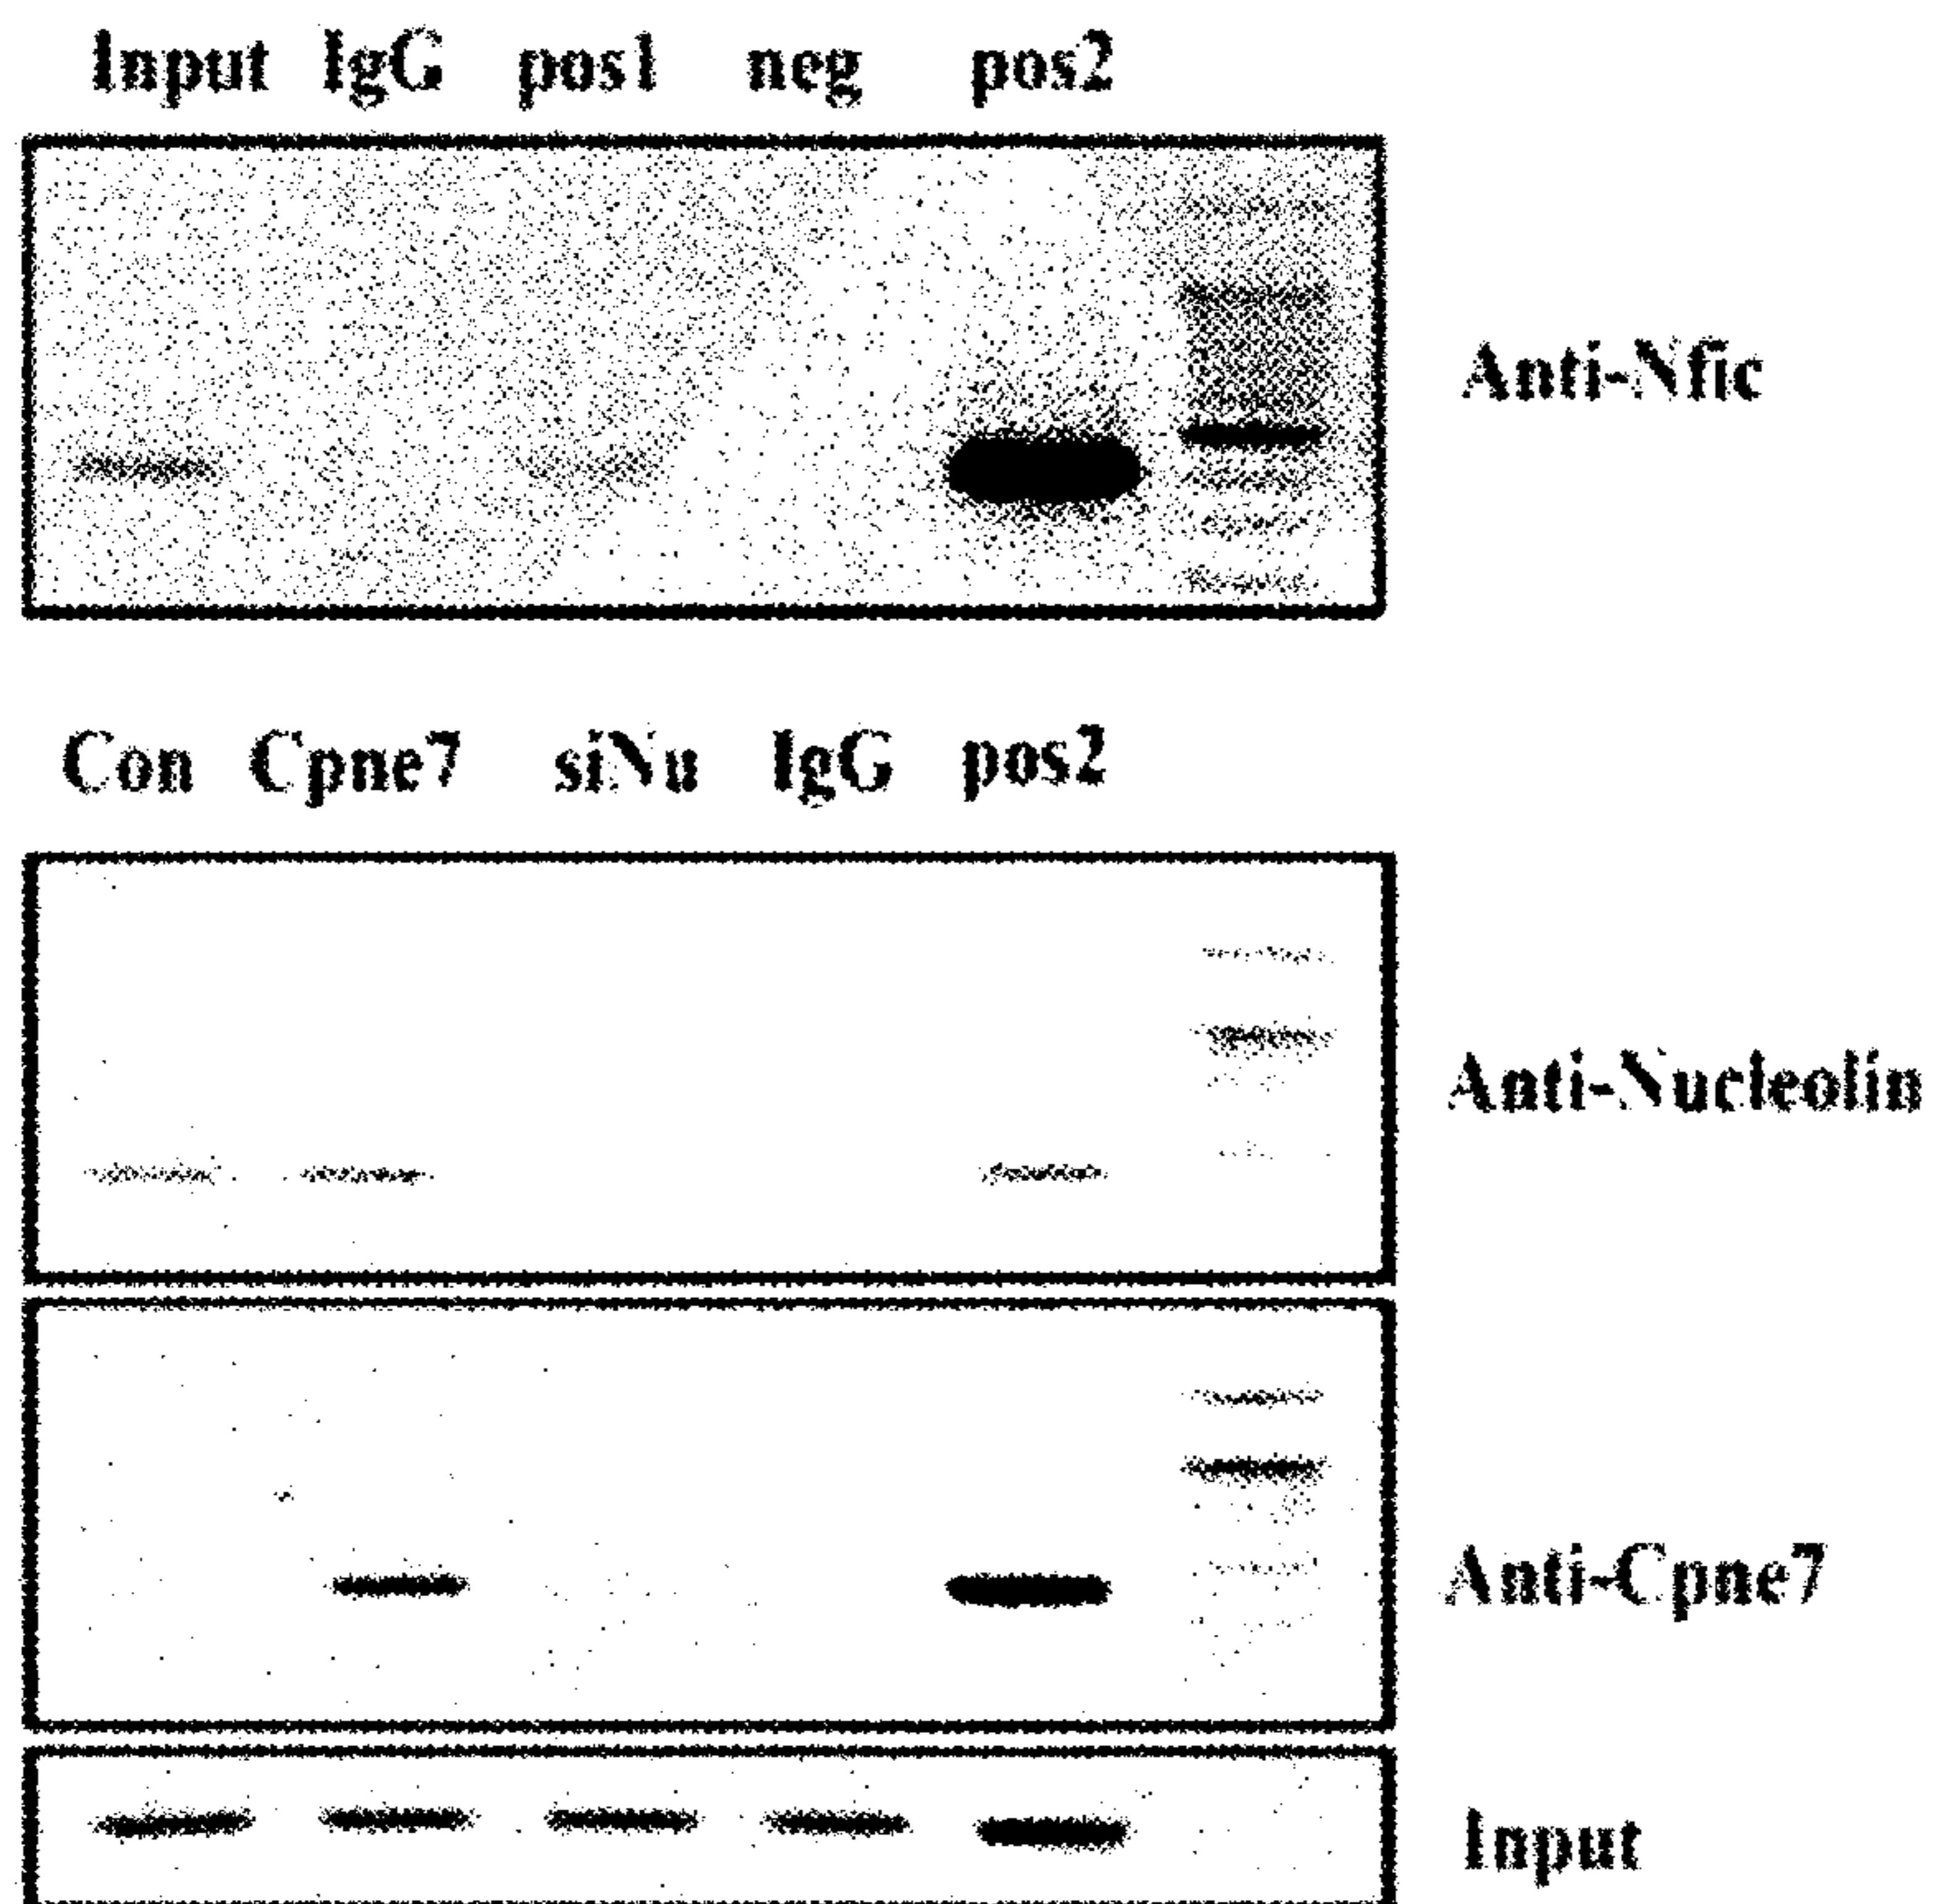 Input IgG pos1 neg pos2
Anti-Nfic
Con Cpne7 siNu IgG pos2
Anti-Nucleolin
Anti-Cpne7
Input